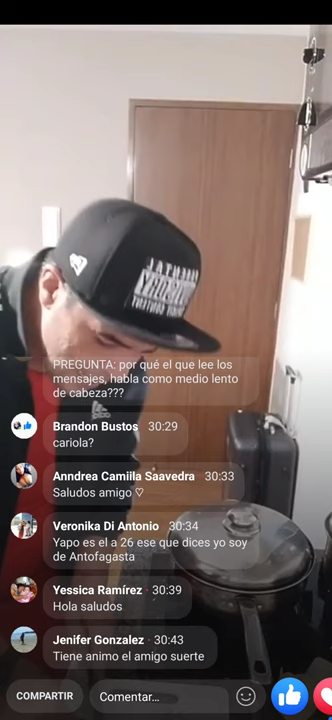 PREGUNTA: por qué el que lee los
mensajes, habla como medio lento
de cabeza???
Brandon Bustos 30:29
cariola?
Anndrea Camiila Saavedra 30:33
Saludos amigo ♡
Veronika Di Antonio 30:34
Yapo es el a 26 ese que dices yo soy
de Antofagasta
Yessica Ramírez · 30:39
Hola saludos
Jenifer Gonzalez · 30:43
Tiene animo el amigo suerte
COMPARTIR
Comentar...